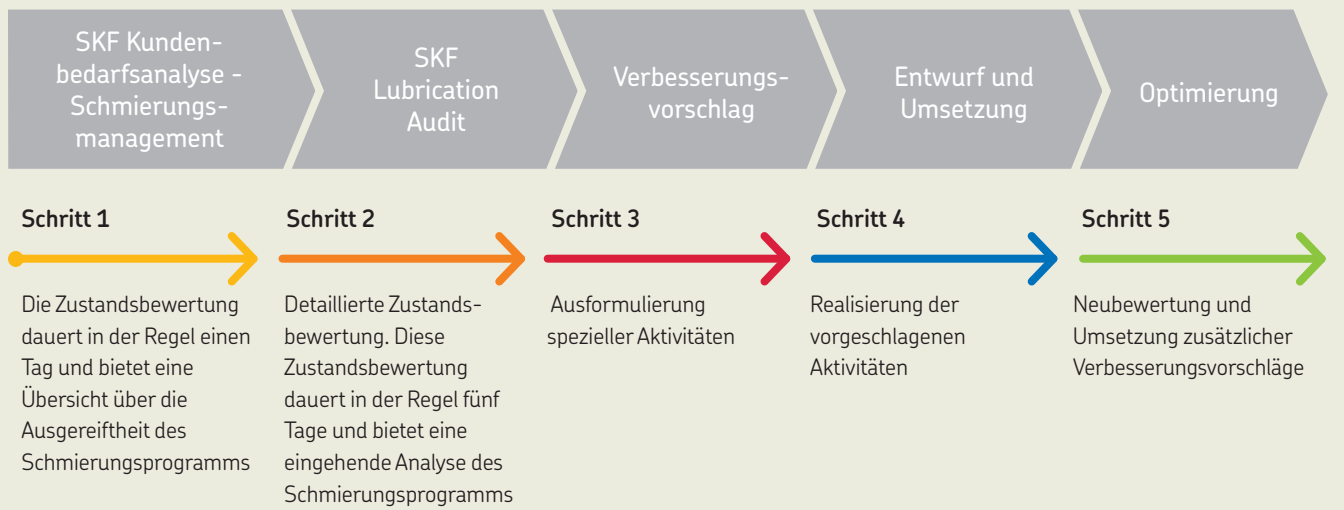 SKF Kunden-
bedarfsanalyse -
Schmierungs-
management
SKF
Lubrication
Audit
Verbesserungs-
vorschlag
Entwurf und
Umsetzung
Optimierung
Schritt 1
Die Zustandsbewertung
dauert in der Regel einen
Tag und bietet eine
Übersicht über die
Ausgereiftheit des
Schmierungsprogramms
Schritt 2
Detaillierte Zustands-
bewertung. Diese
Zustandsbewertung
dauert in der Regel fünf
Tage und bietet eine
eingehende Analyse des
Schmierungsprogramms
Schritt 3
Ausformulierung
spezieller Aktivitäten
Schritt 4
Realisierung der
vorgeschlagenen
Aktivitäten
Schritt 5
Neubewertung und
Umsetzung zusätzlicher
Verbesserungsvorschläge